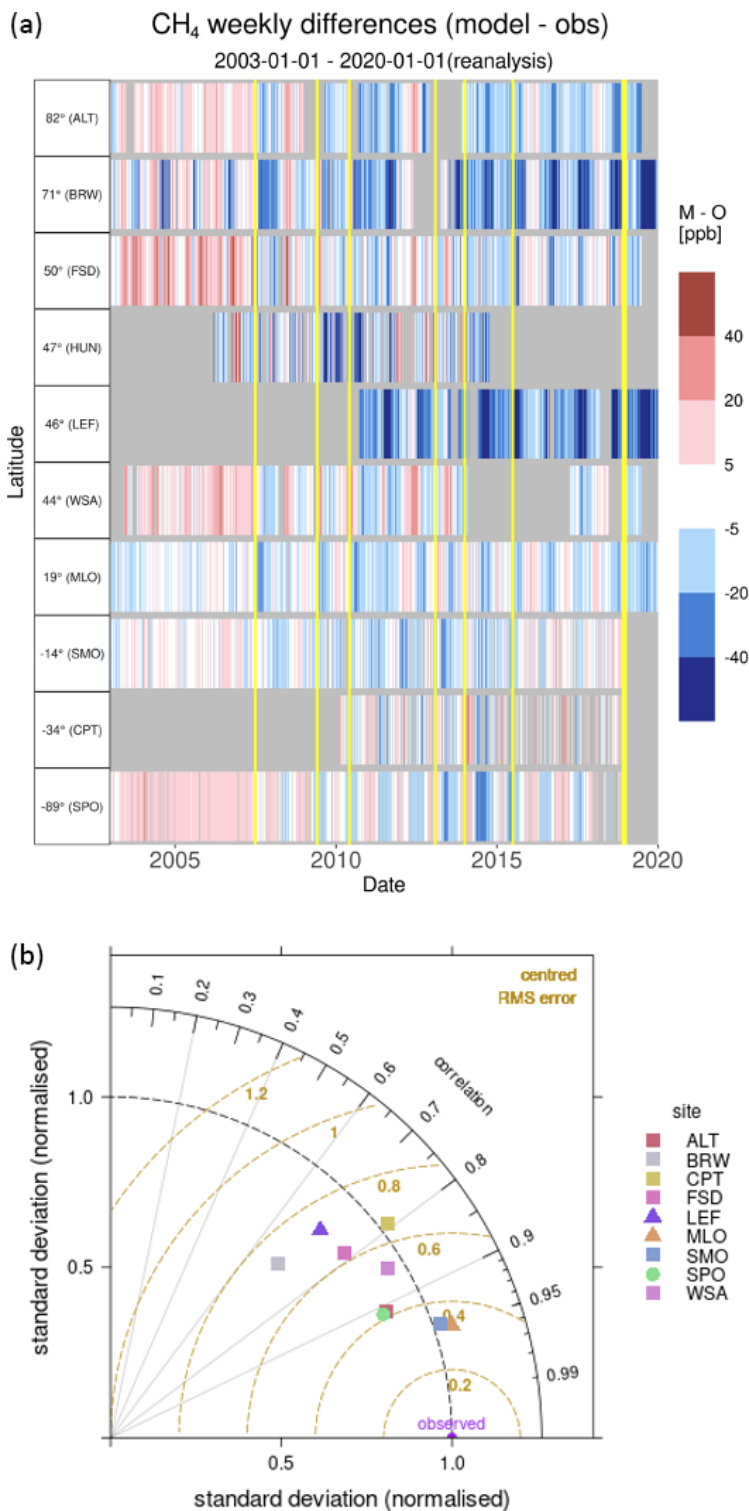 (a)
CH₄ weekly differences (model - obs)
2003-01-01 - 2020-01-01(reanalysis)
Latitude
82° (ALT)
71° (BRW)
50° (FSD)
47° (HUN)
46° (LEF)
44° (WSA)
19° (MLO)
-14° (SMO)
-34° (CPT)
-89° (SPO)
2005 2010 2015 2020
Date
M - O
[ppb]
40
20
5
-5
-20
-40
(b)
centred
RMS error
0.1 0.2 0.3 0.4 0.5 0.6 0.7 0.8 0.9 0.95 0.99
correlation
1.2
1
0.8
0.6
0.4
0.2
observed
standard deviation (normalised)
1.0
0.5
0.5 1.0
standard deviation (normalised)
site
ALT
BRW
CPT
FSD
LEF
MLO
SMO
SPO
WSA